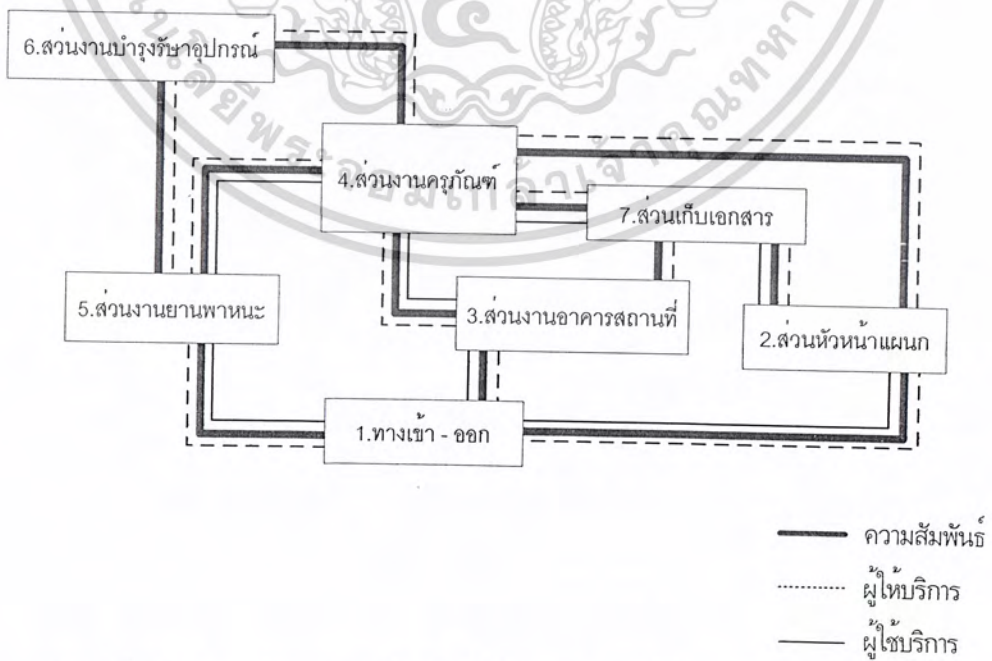 6.ส่วนงานบำรุงรัษาอุปกรณ์
4.ส่วนงานครุภัณฑ์
7.ส่วนเก็บเอกสาร
5.ส่วนงานยานพาหนะ
3.ส่วนงานอาคารสถานที่
2.ส่วนหัวหน้าแผนก
1.ทางเข้า - ออก
ความสัมพันธ์
ผู้ให้บริการ
ผู้ใช้บริการ